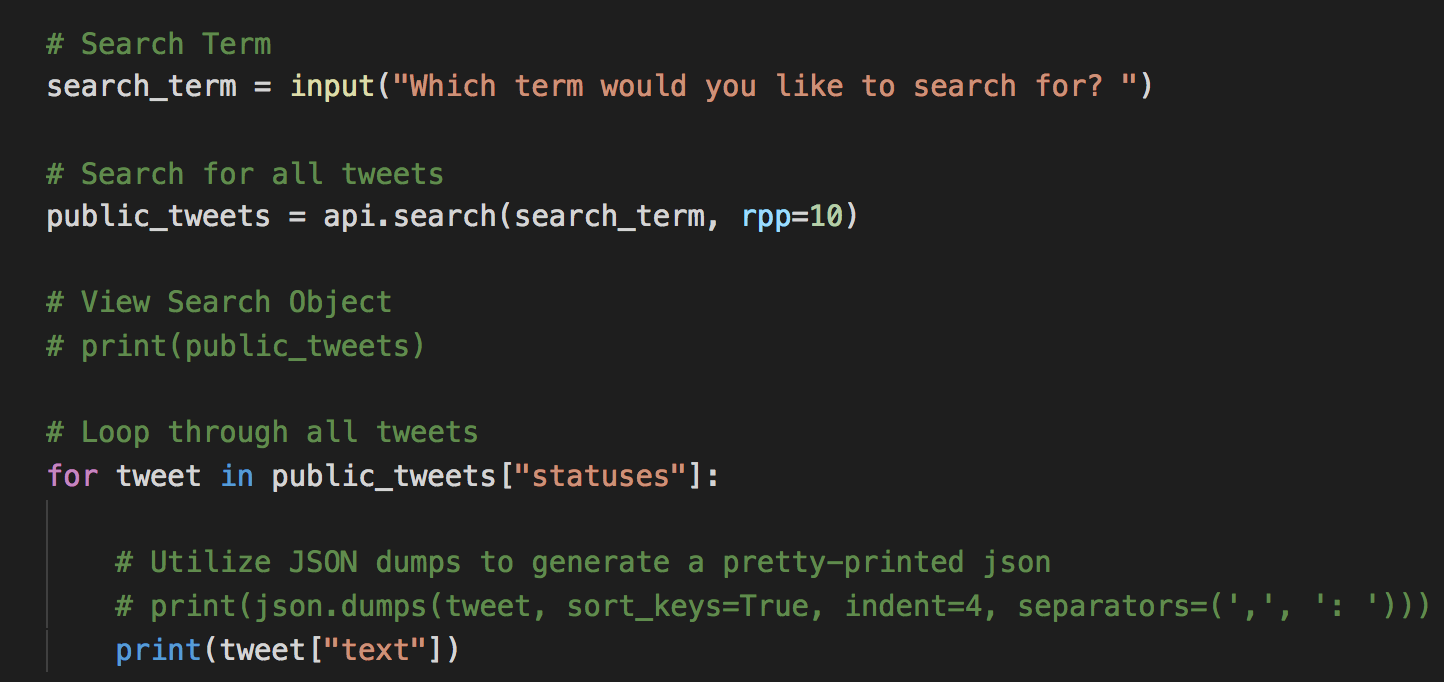 # Search Term
search_term = input("Which term would you like to search for? ")
# Search for all tweets
public_tweets = api.search(search_term, rpp=10)
# View Search Object
# print(public_tweets)
# Loop through all tweets
for tweet in public_tweets["statuses"]:
# Utilize JSON dumps to generate a pretty-printed json
# print(json.dumps(tweet, sort_keys=True, indent=4, separators=(',', ': ')))
print(tweet["text"])